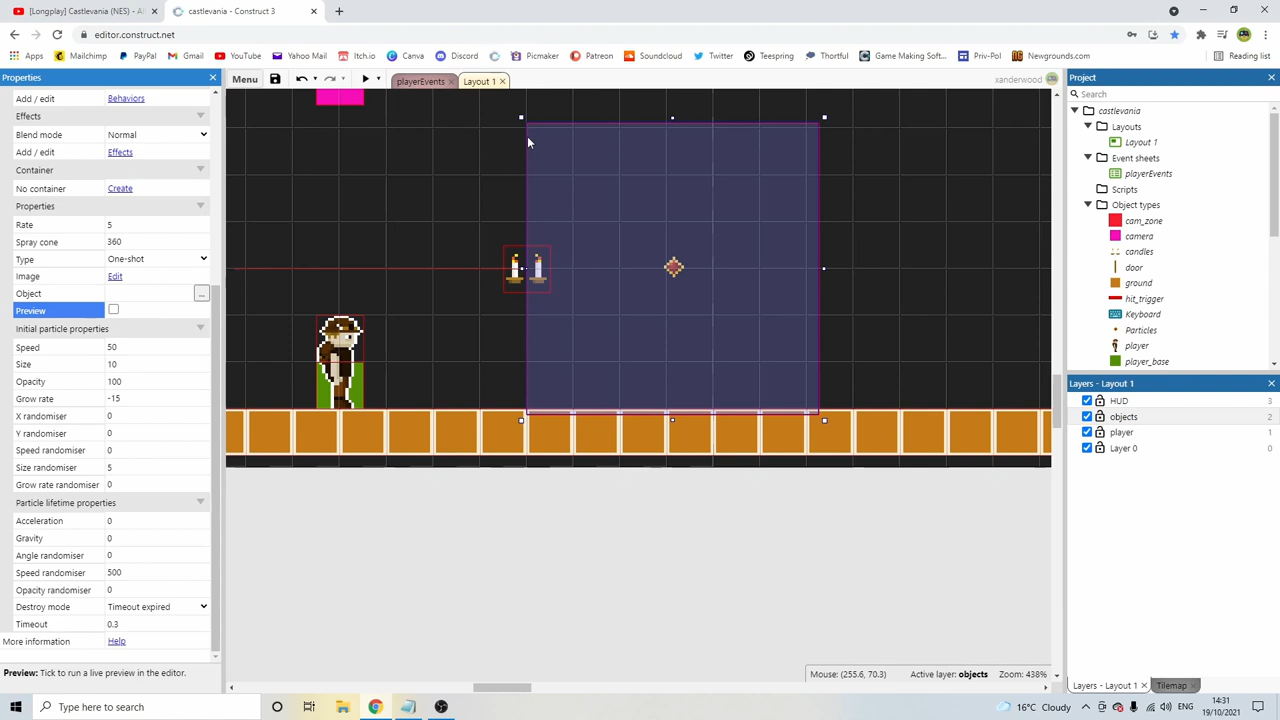 [Longplay] Castlevania (NES) - A
castlevania - Construct 3
editor.construct.net
Apps
Mailchimp
PayPal
Gmail
YouTube
Yahoo Mail
Itch.io
Canva
Discord
C
Picmaker
Patreon
Soundcloud
Twitter
Teespring
Thortful
Game Making Sof...
Priv-Pol
Newgrounds.com
Reading list
Properties
Menu
playerEvents
Layout 1
xanderwood
Project
Add / edit Behaviors
Effects
Blend mode Normal
Add / edit Effects
Container
No container Create
Properties
Rate 5
Spray cone 360
Type One-shot
Image Edit
Object ...
Preview
Initial particle properties
Speed 50
Size 10
Opacity 100
Grow rate -15
X randomiser 0
Y randomiser 0
Speed randomiser 0
Size randomiser 5
Grow rate randomiser 0
Particle lifetime properties
Acceleration 0
Gravity 0
Angle randomiser 0
Speed randomiser 500
Opacity randomiser 0
Destroy mode Timeout expired
Timeout 0.3
More information Help
Preview: Tick to run a live preview in the editor.
Search
castlevania
Layouts
Layout 1
Event sheets
playerEvents
Scripts
Object types
cam_zone
camera
candles
door
ground
hit_trigger
Keyboard
Particles
player
player_base
Layers - Layout 1
HUD 3
objects 2
player 1
Layer 0 0
Mouse: (255.6, 70.3) Active layer: objects Zoom: 438%
Layers - Layout 1
Tilemap
Type here to search
16°C Cloudy
ENG
14:31
19/10/2021